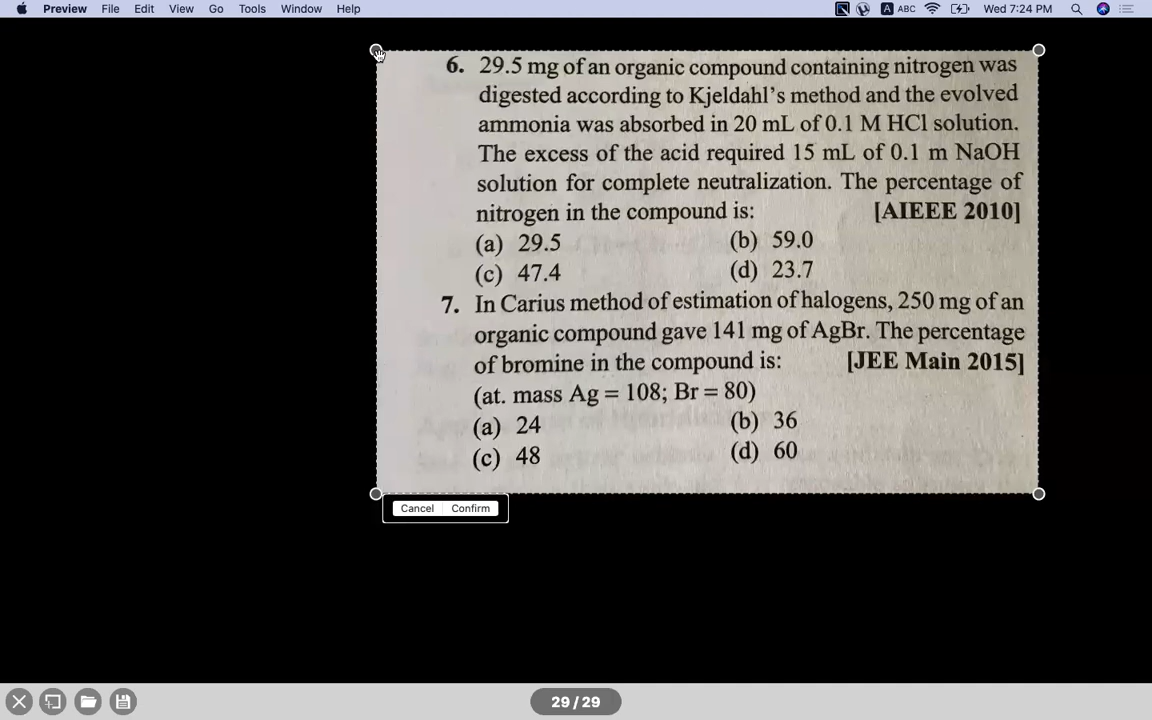 Preview File Edit View Go Tools Window Help A ABC Wed 7:24 PM
6. 29.5 mg of an organic compound containing nitrogen was
digested according to Kjeldahl's method and the evolved
ammonia was absorbed in 20 mL of 0.1 M HCl solution.
The excess of the acid required 15 mL of 0.1 m NaOH
solution for complete neutralization. The percentage of
nitrogen in the compound is: [AIEEE 2010]
(a) 29.5 (b) 59.0
(c) 47.4 (d) 23.7
7. In Carius method of estimation of halogens, 250 mg of an
organic compound gave 141 mg of AgBr. The percentage
of bromine in the compound is: [JEE Main 2015]
(at. mass Ag = 108; Br = 80)
(a) 24 (b) 36
(c) 48 (d) 60
Cancel Confirm
29 / 29